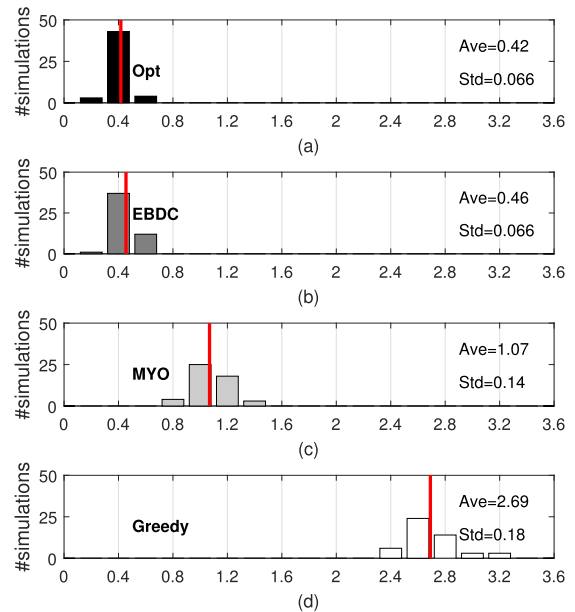 50
25
0
#simulations
Opt
Ave=0.42
Std=0.066
0 0.4 0.8 1.2 1.6 2 2.4 2.8 3.2 3.6
(a)
50
25
0
#simulations
EBDC
Ave=0.46
Std=0.066
0 0.4 0.8 1.2 1.6 2 2.4 2.8 3.2 3.6
(b)
50
25
0
#simulations
MYO
Ave=1.07
Std=0.14
0 0.4 0.8 1.2 1.6 2 2.4 2.8 3.2 3.6
(c)
50
25
0
#simulations
Greedy
Ave=2.69
Std=0.18
0 0.4 0.8 1.2 1.6 2 2.4 2.8 3.2 3.6
(d)